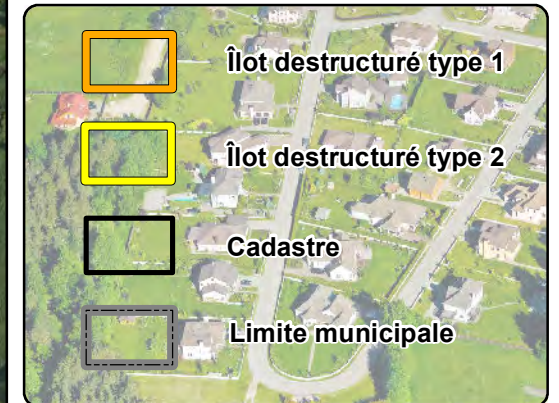 Îlot destructuré type 1
Îlot destructuré type 2
Cadastre
Limite municipale